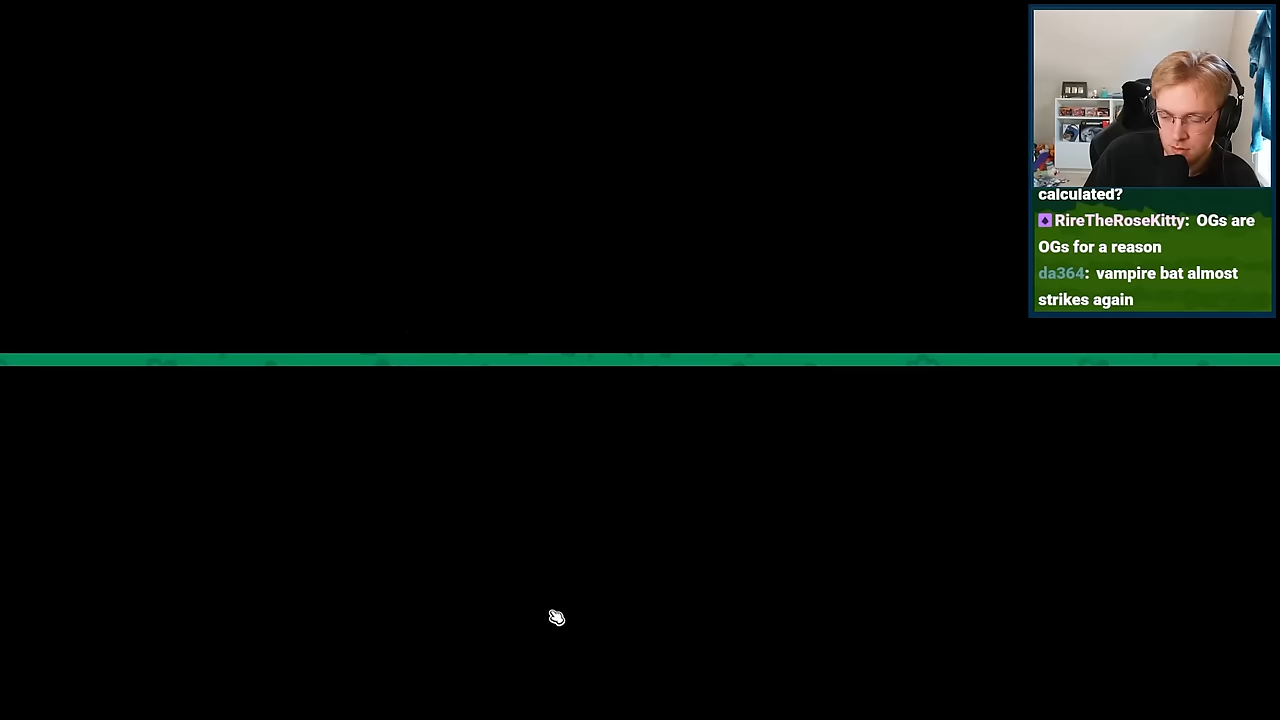 calculated?
RireTheRoseKitty: OGs are
OGs for a reason
da364: vampire bat almost
strikes again